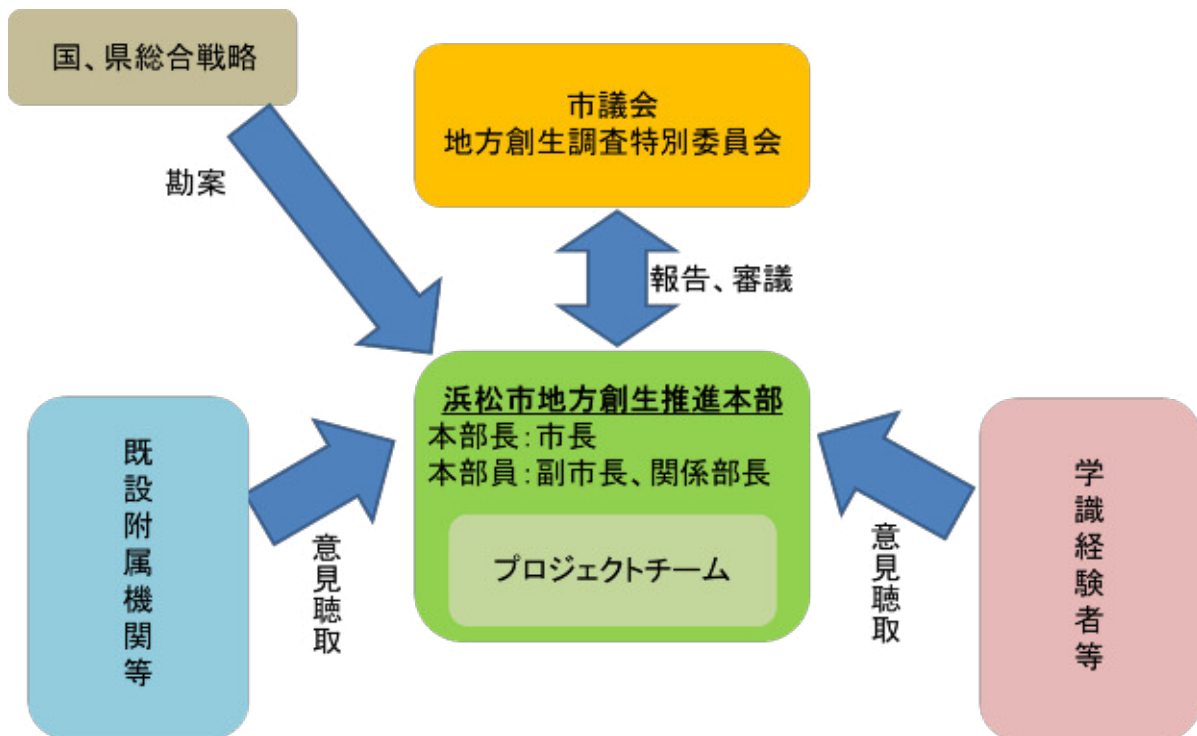 国、県総合戦略
市議会
地方創生調査特別委員会
勘案
報告、審議
浜松市地方創生推進本部
本部長：市長
本部員：副市長、関係部長
プロジェクトチーム
既設附属機関等
意見聴取
意見聴取
学識経験者等